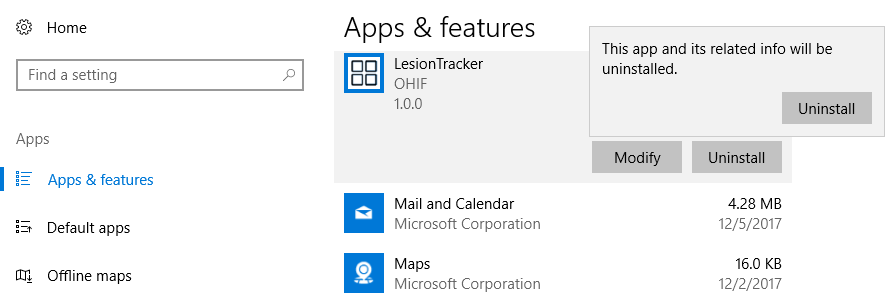 Home
Find a setting
Apps
Apps & features
Default apps
Offline maps
Apps & features
LesionTracker
OHIF
1.0.0
This app and its related info will be
uninstalled.
Uninstall
Modify Uninstall
Mail and Calendar 4.28 MB
Microsoft Corporation 12/5/2017
Maps 16.0 KB
Microsoft Corporation 12/2/2017